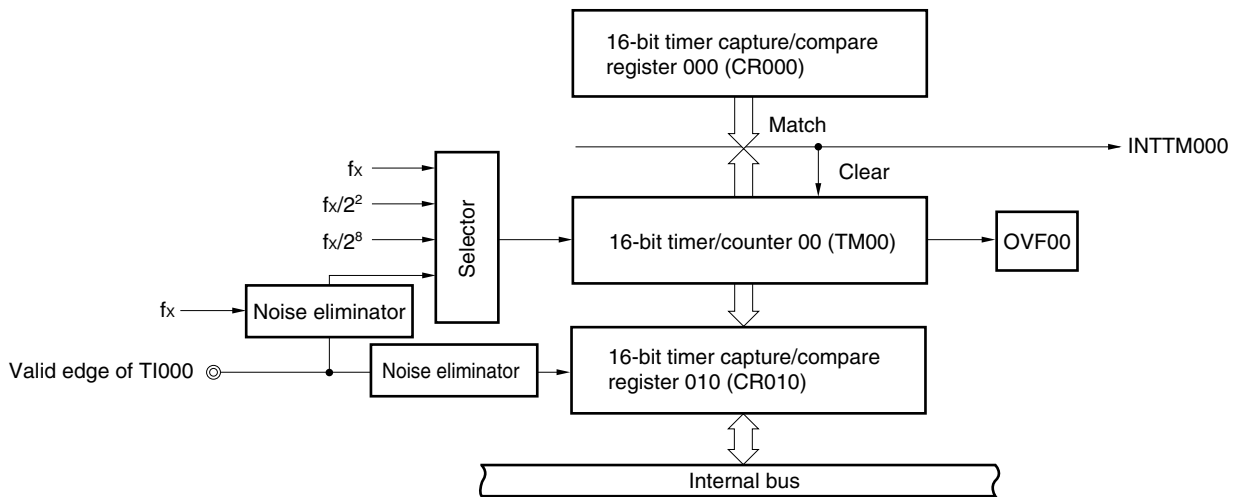 16-bit timer capture/compare
register 000 (CR000)
Match
INTTM000
Clear
fx
fx/2²
fx/2⁸
Selector
16-bit timer/counter 00 (TM00)
OVF00
fx
Noise eliminator
Valid edge of TI000
Noise eliminator
16-bit timer capture/compare
register 010 (CR010)
Internal bus